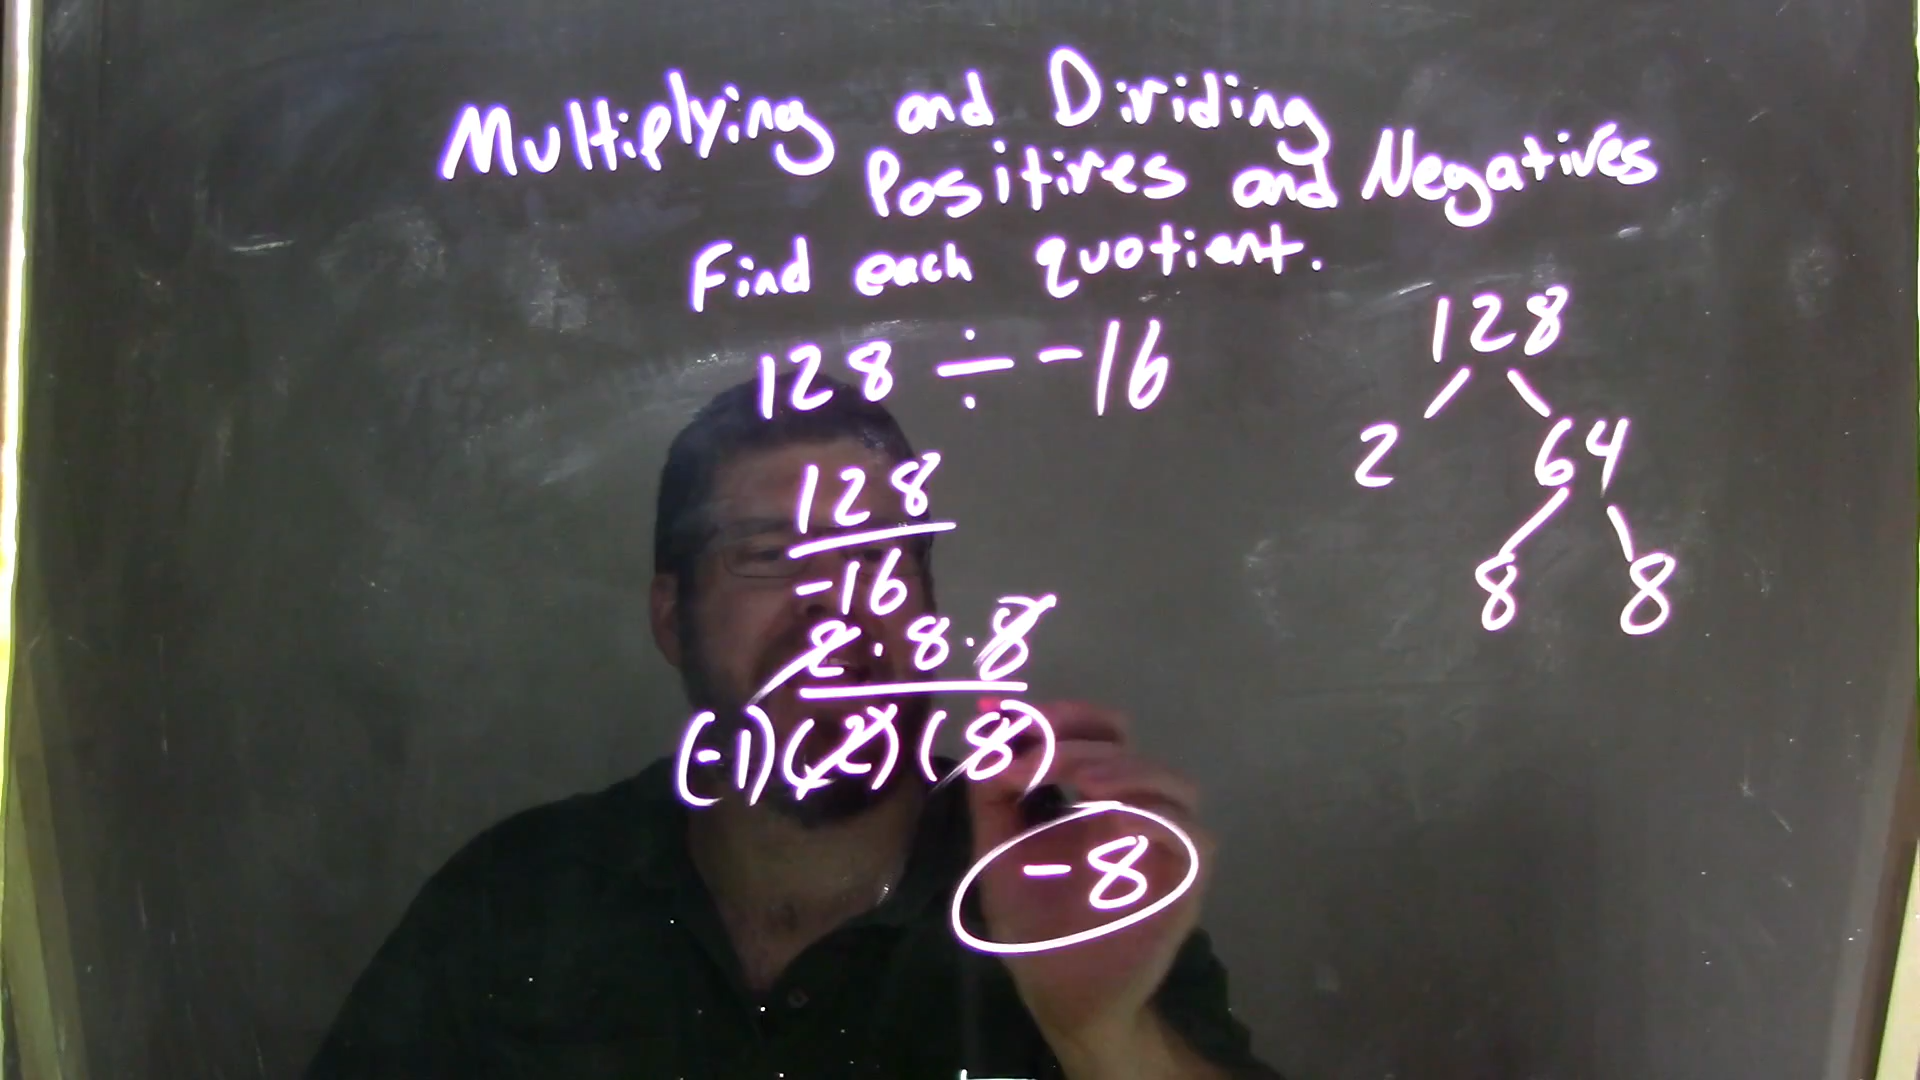 Multiplying and Dividing
Positives and Negatives
Find each quotient.
128 ÷ -16
128
-16
2 · 8 · 8
(-1)(2)(8)
-8
128
2 64
8 8